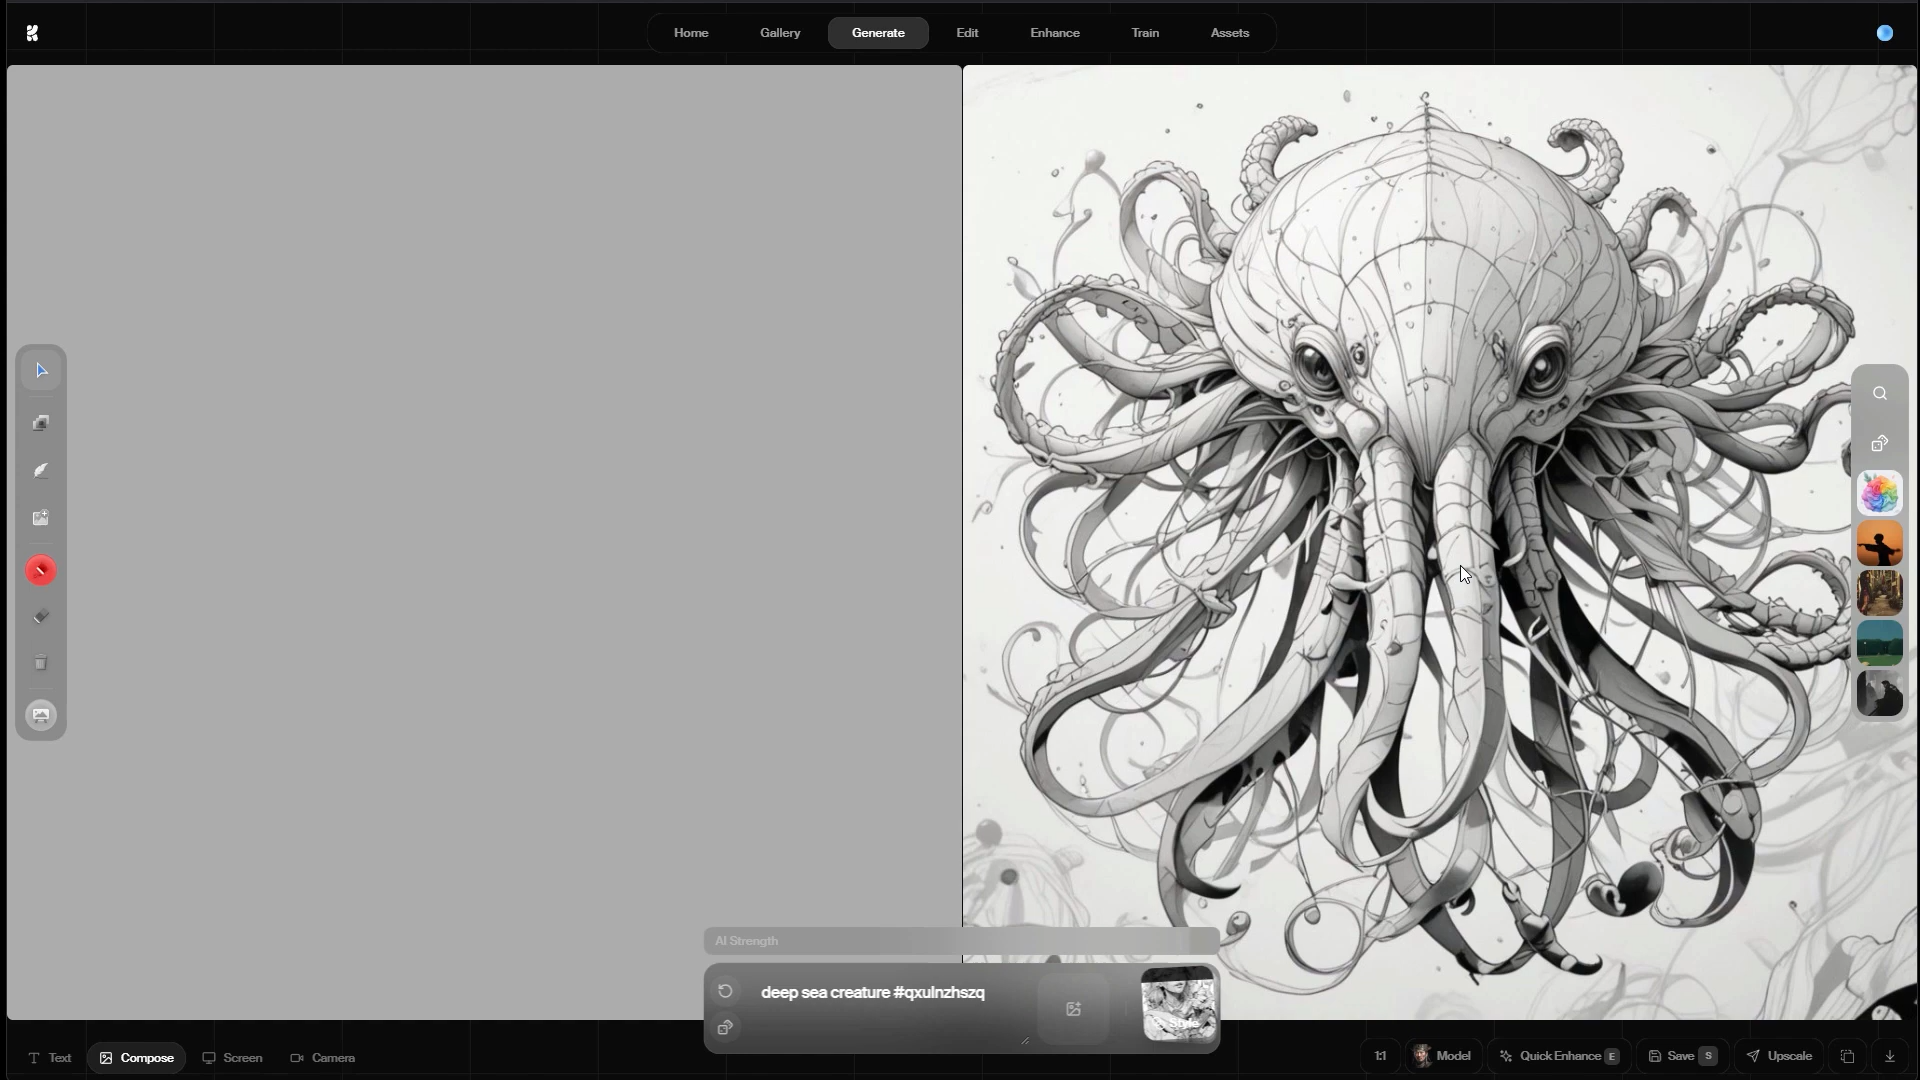 Home
Gallery
Generate
Edit
Enhance
Train
Assets
AI Strength
deep sea creature #qxulnzhszq
Style
Text
Compose
Screen
Camera
1:1
Model
Quick Enhance E
Save S
Upscale